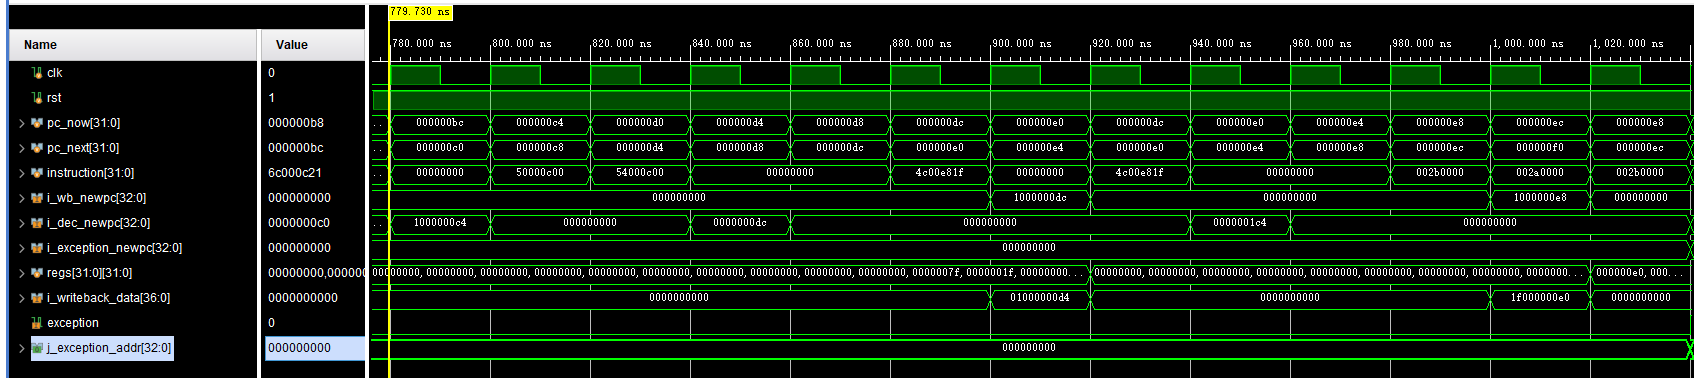 779.730 ns
Name Value 780.000 ns 800.000 ns 820.000 ns 840.000 ns 860.000 ns 880.000 ns 900.000 ns 920.000 ns 940.000 ns 960.000 ns 980.000 ns 1,000.000 ns 1,020.000 ns
clk 0
rst 1
pc_now[31:0] 000000b8 .. 000000bc 000000c4 000000d0 000000d4 000000d8 000000dc 000000e0 000000dc 000000e0 000000e4 000000e8 000000ec 000000e8
pc_next[31:0] 000000bc .. 000000c0 000000c8 000000d4 000000d8 000000dc 000000e0 000000e4 000000e0 000000e4 000000e8 000000ec 000000f0 000000ec
instruction[31:0] 6c000c21 .. 00000000 50000c00 54000c00 00000000 4c00e81f 00000000 4c00e81f 00000000 002b0000 002a0000 002b0000
i_wb_newpc[32:0] 000000000 000000000 1000000dc 000000000 1000000e8 000000000
i_dec_newpc[32:0] 0000000c0 .. 1000000c4 000000000 0000000dc 000000000 0000001c4 000000000
i_exception_newpc[32:0] 000000000 000000000
regs[31:0][31:0] 00000000,000000 00000000,00000000,00000000,00000000,00000000,00000000,00000000,00000000,00000000,00000000,0000007f,0000001f,00000000... 00000000,00000000,00000000,00000000,00000000,00000000,00000000,00000000,0000000... 000000e0,000...
i_writeback_data[36:0] 0000000000 0000000000 01000000d4 0000000000 1f000000e0 0000000000
exception 0
j_exception_addr[32:0] 000000000 000000000